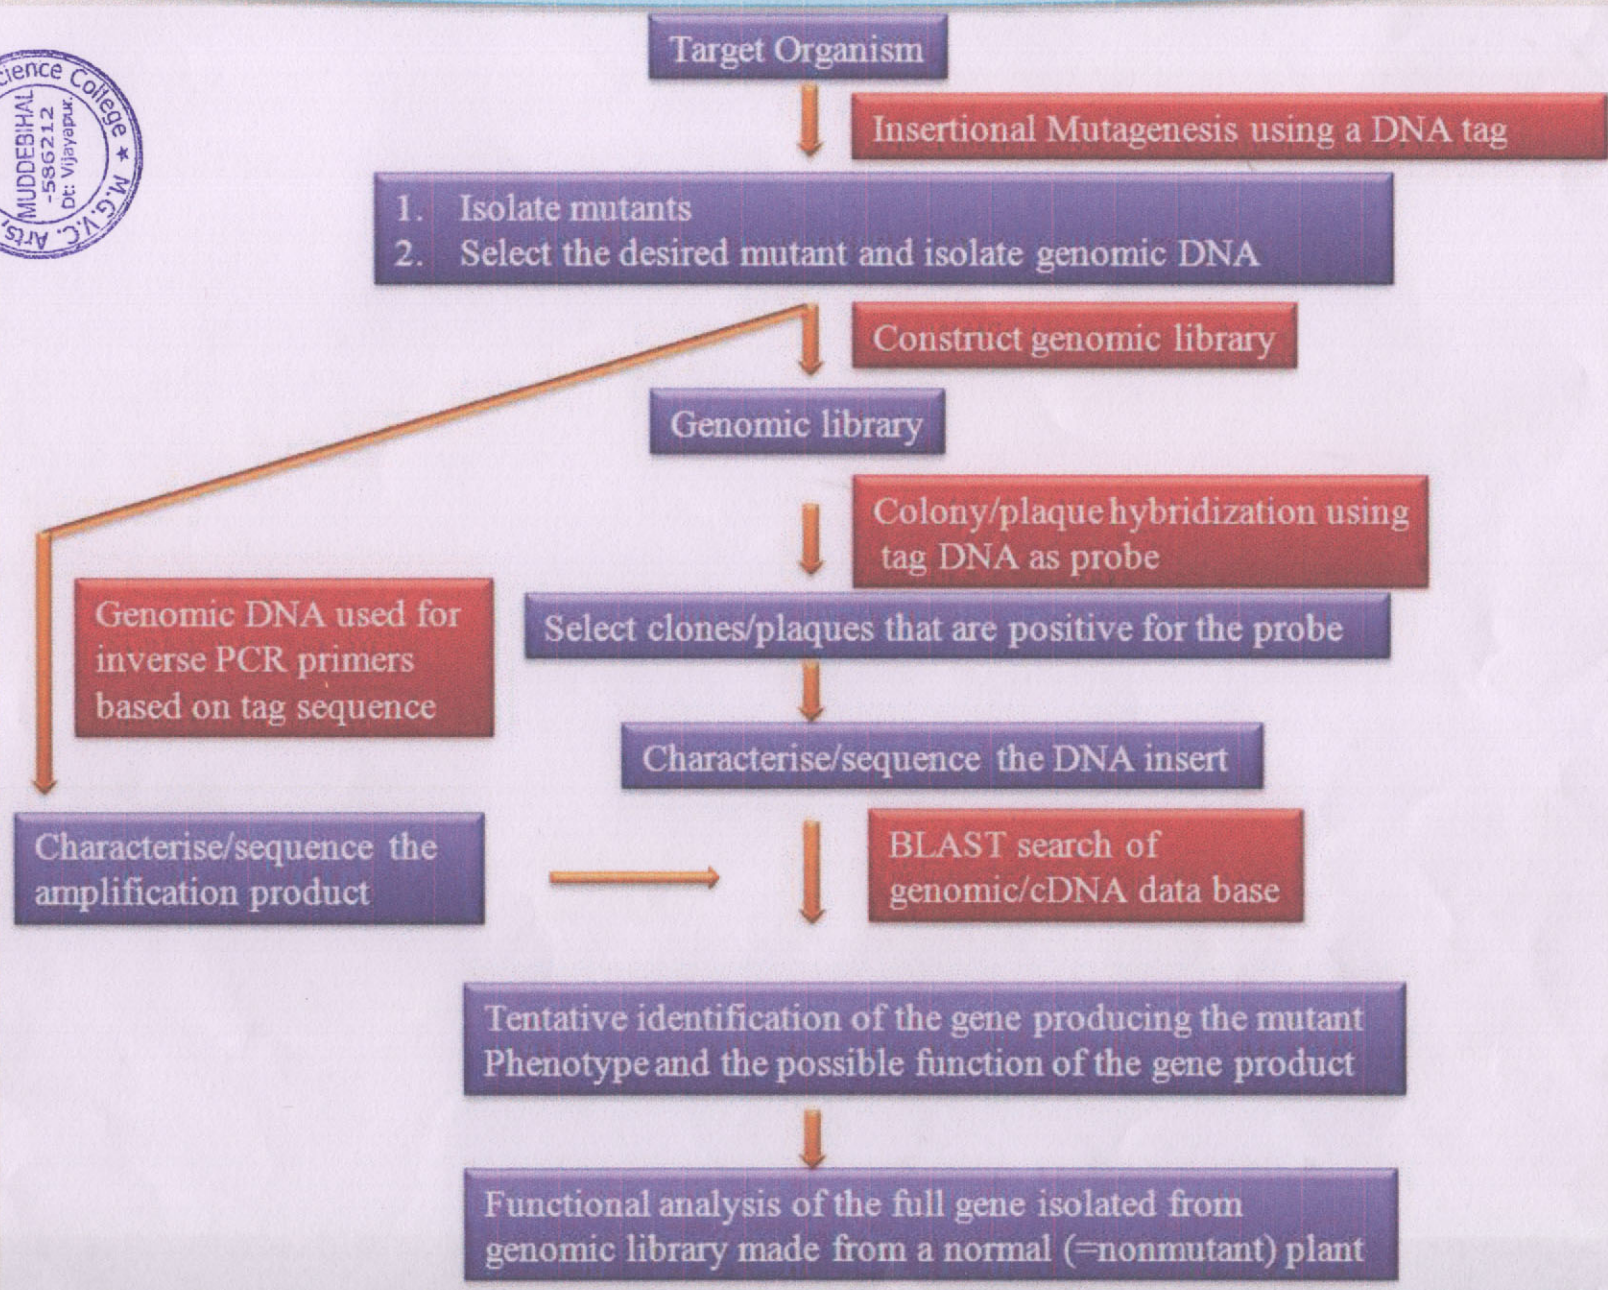 Target Organism
Insertional Mutagenesis using a DNA tag
cience College ★ M.G.V.C. Arts,
MUDDEBIHAL
-586212
Dt: Vijayapur.
1. Isolate mutants
2. Select the desired mutant and isolate genomic DNA
Construct genomic library
Genomic library
Colony/plaque hybridization using
tag DNA as probe
Genomic DNA used for
inverse PCR primers
based on tag sequence
Select clones/plaques that are positive for the probe
Characterise/sequence the DNA insert
Characterise/sequence the
amplification product
BLAST search of
genomic/cDNA data base
Tentative identification of the gene producing the mutant
Phenotype and the possible function of the gene product
Functional analysis of the full gene isolated from
genomic library made from a normal (=nonmutant) plant